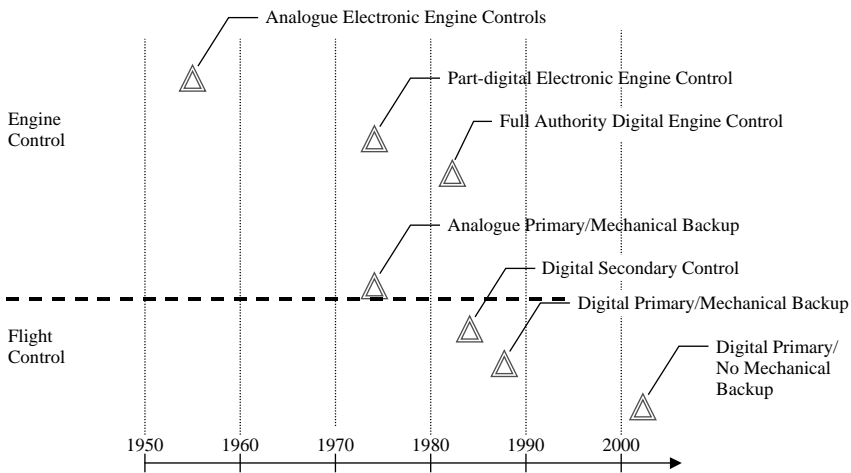 Analogue Electronic Engine Controls
Part-digital Electronic Engine Control
Engine
Control
Full Authority Digital Engine Control
Analogue Primary/Mechanical Backup
Digital Secondary Control
Digital Primary/Mechanical Backup
Flight
Control
Digital Primary/
No Mechanical
Backup
1950 1960 1970 1980 1990 2000